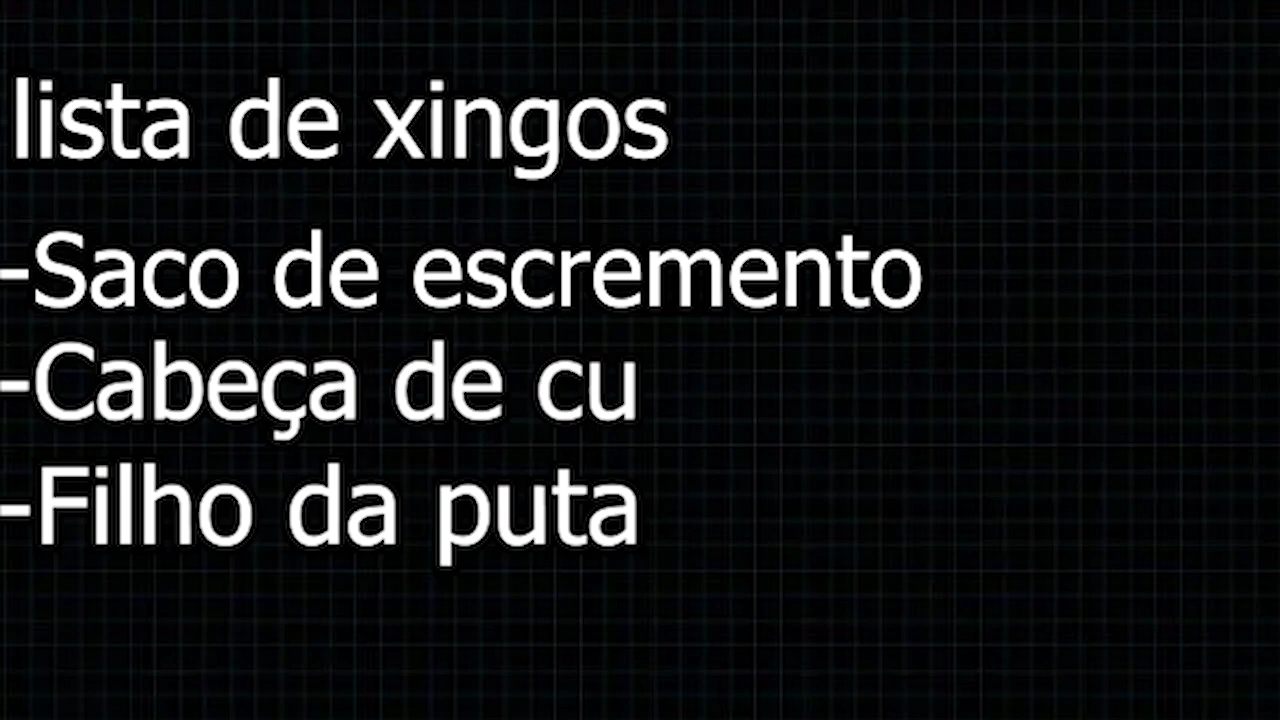 lista de xingos
-Saco de escremento
-Cabeça de cu
-Filho da puta